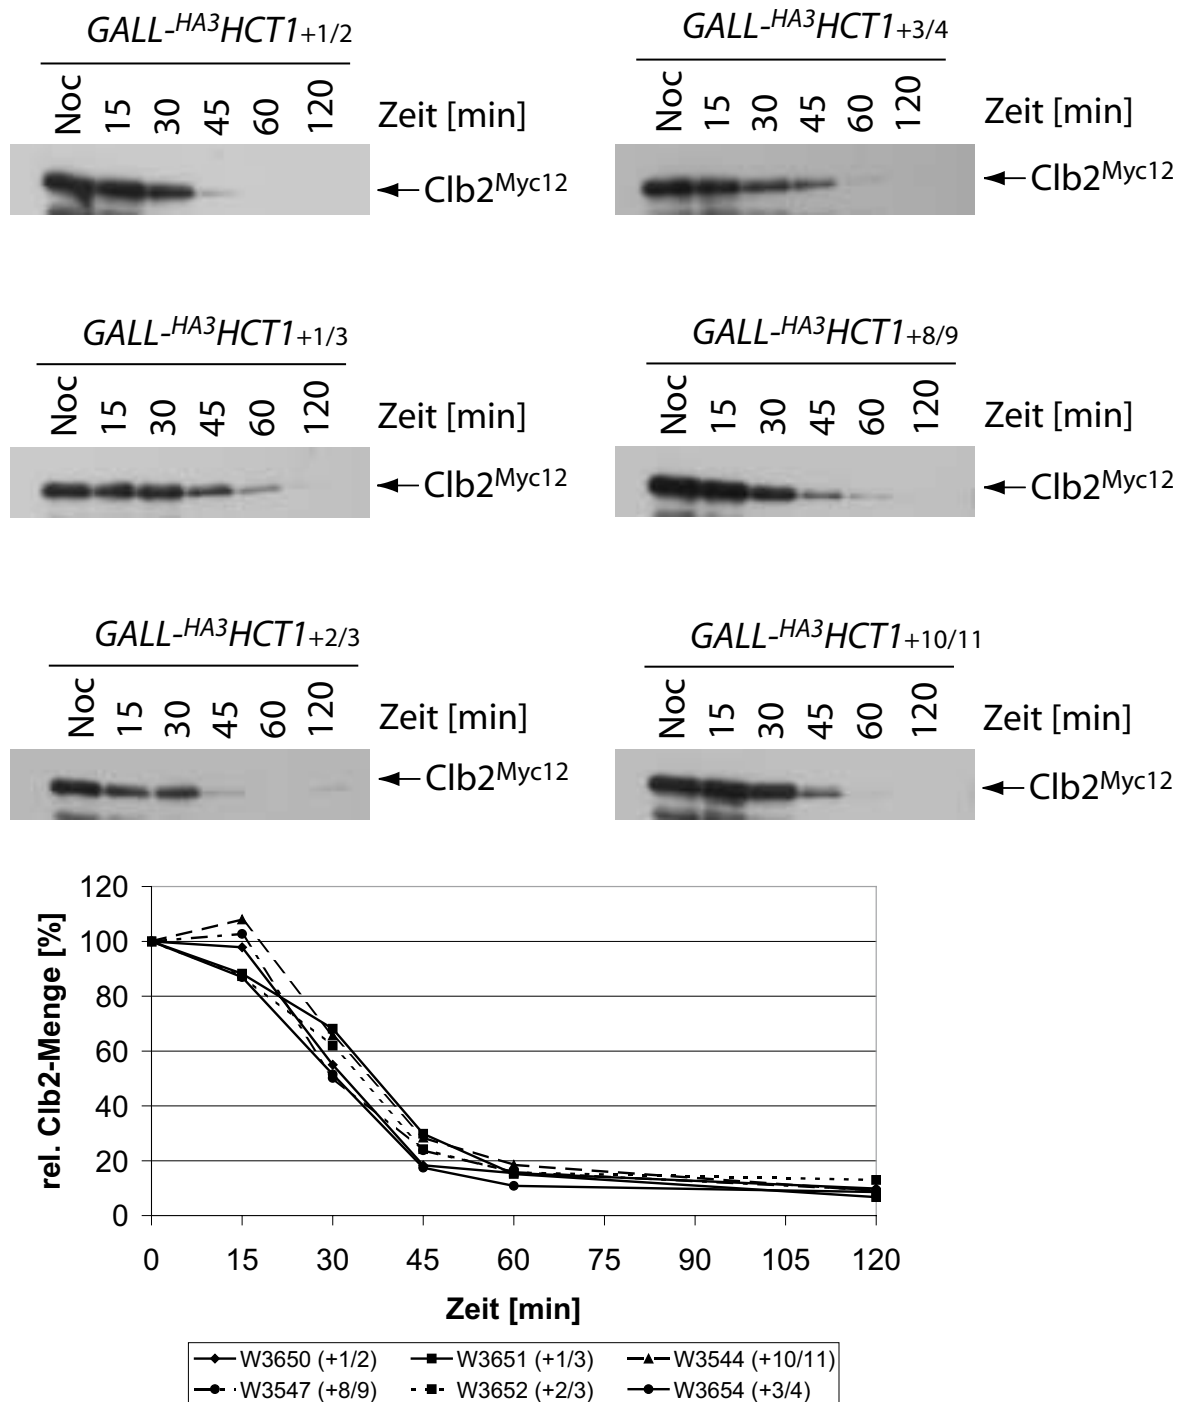 GALL-HA3HCT1+1/2
Noc 15 30 45 60 120 Zeit [min]
Clb2Myc12
GALL-HA3HCT1+3/4
Noc 15 30 45 60 120 Zeit [min]
Clb2Myc12
GALL-HA3HCT1+1/3
Noc 15 30 45 60 120 Zeit [min]
Clb2Myc12
GALL-HA3HCT1+8/9
Noc 15 30 45 60 120 Zeit [min]
Clb2Myc12
GALL-HA3HCT1+2/3
Noc 15 30 45 60 120 Zeit [min]
Clb2Myc12
GALL-HA3HCT1+10/11
Noc 15 30 45 60 120 Zeit [min]
Clb2Myc12
rel. Clb2-Menge [%]
120
100
80
60
40
20
0
0 15 30 45 60 75 90 105 120
Zeit [min]
W3650 (+1/2) W3651 (+1/3) W3544 (+10/11)
W3547 (+8/9) W3652 (+2/3) W3654 (+3/4)